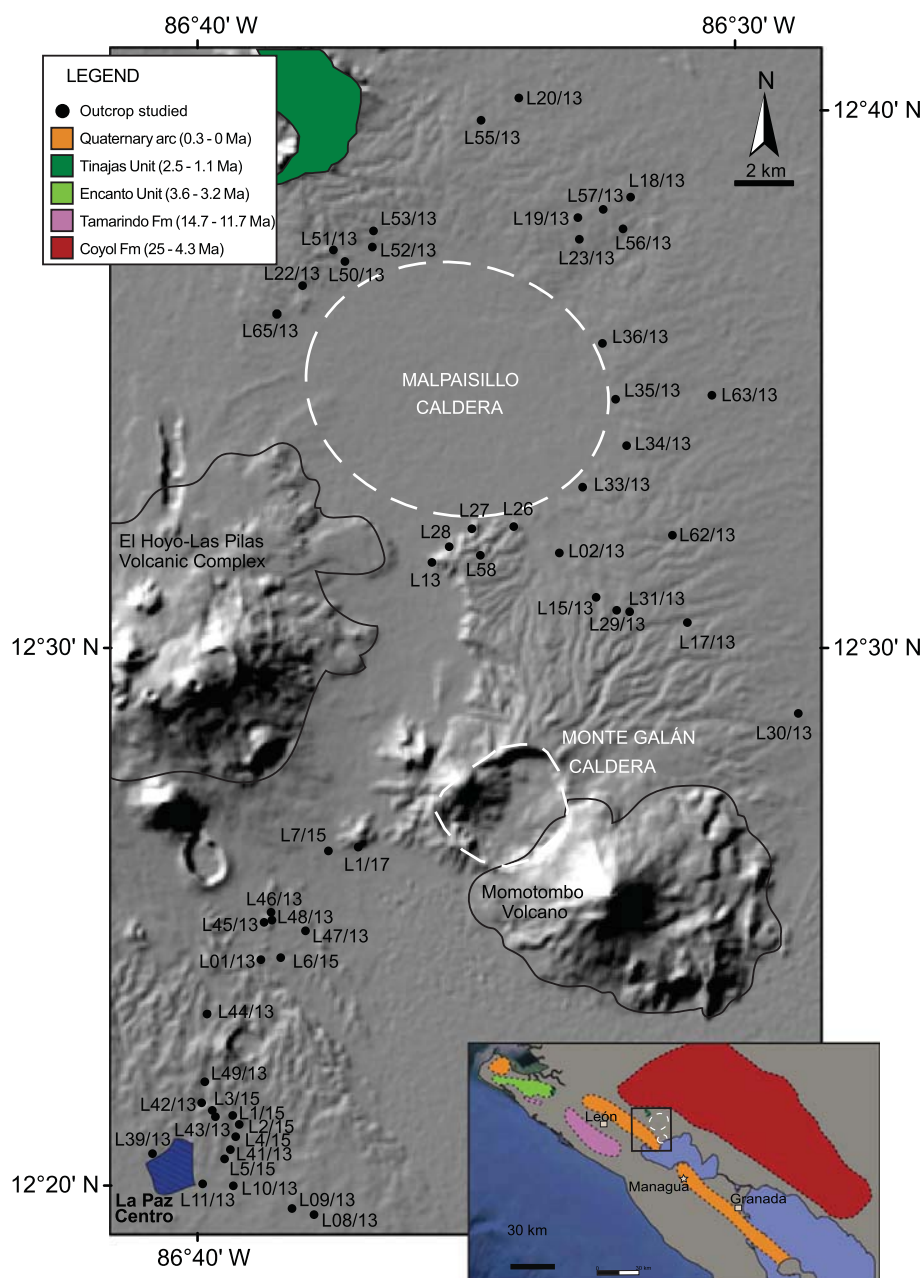 86°40' W
86°30' W
LEGEND
Outcrop studied
Quaternary arc (0.3 - 0 Ma)
Tinajas Unit (2.5 - 1.1 Ma)
Encanto Unit (3.6 - 3.2 Ma)
Tamarindo Fm (14.7 - 11.7 Ma)
Coyol Fm (25 - 4.3 Ma)
N
2 km
12°40' N
L20/13
L55/13
L18/13
L57/13
L19/13
L56/13
L23/13
L53/13
L51/13
L52/13
L50/13
L22/13
L65/13
L36/13
MALPAISILLO
CALDERA
L35/13
L63/13
L34/13
L33/13
L27
L26
L28
L62/13
L02/13
L58
L13
El Hoyo-Las Pilas
Volcanic Complex
L31/13
L15/13
L29/13
L17/13
12°30' N
12°30' N
L30/13
MONTE GALÁN
CALDERA
L7/15
L1/17
Momotombo
Volcano
L46/13
L48/13
L45/13
L47/13
L01/13
L6/15
L44/13
L49/13
L3/15
L42/13
L1/15
L43/13
L2/15
L4/15
L39/13
L41/13
L5/15
L11/13
L10/13
L09/13
L08/13
La Paz
Centro
12°20' N
León
Managua
Granada
30 km
0
86°40' W